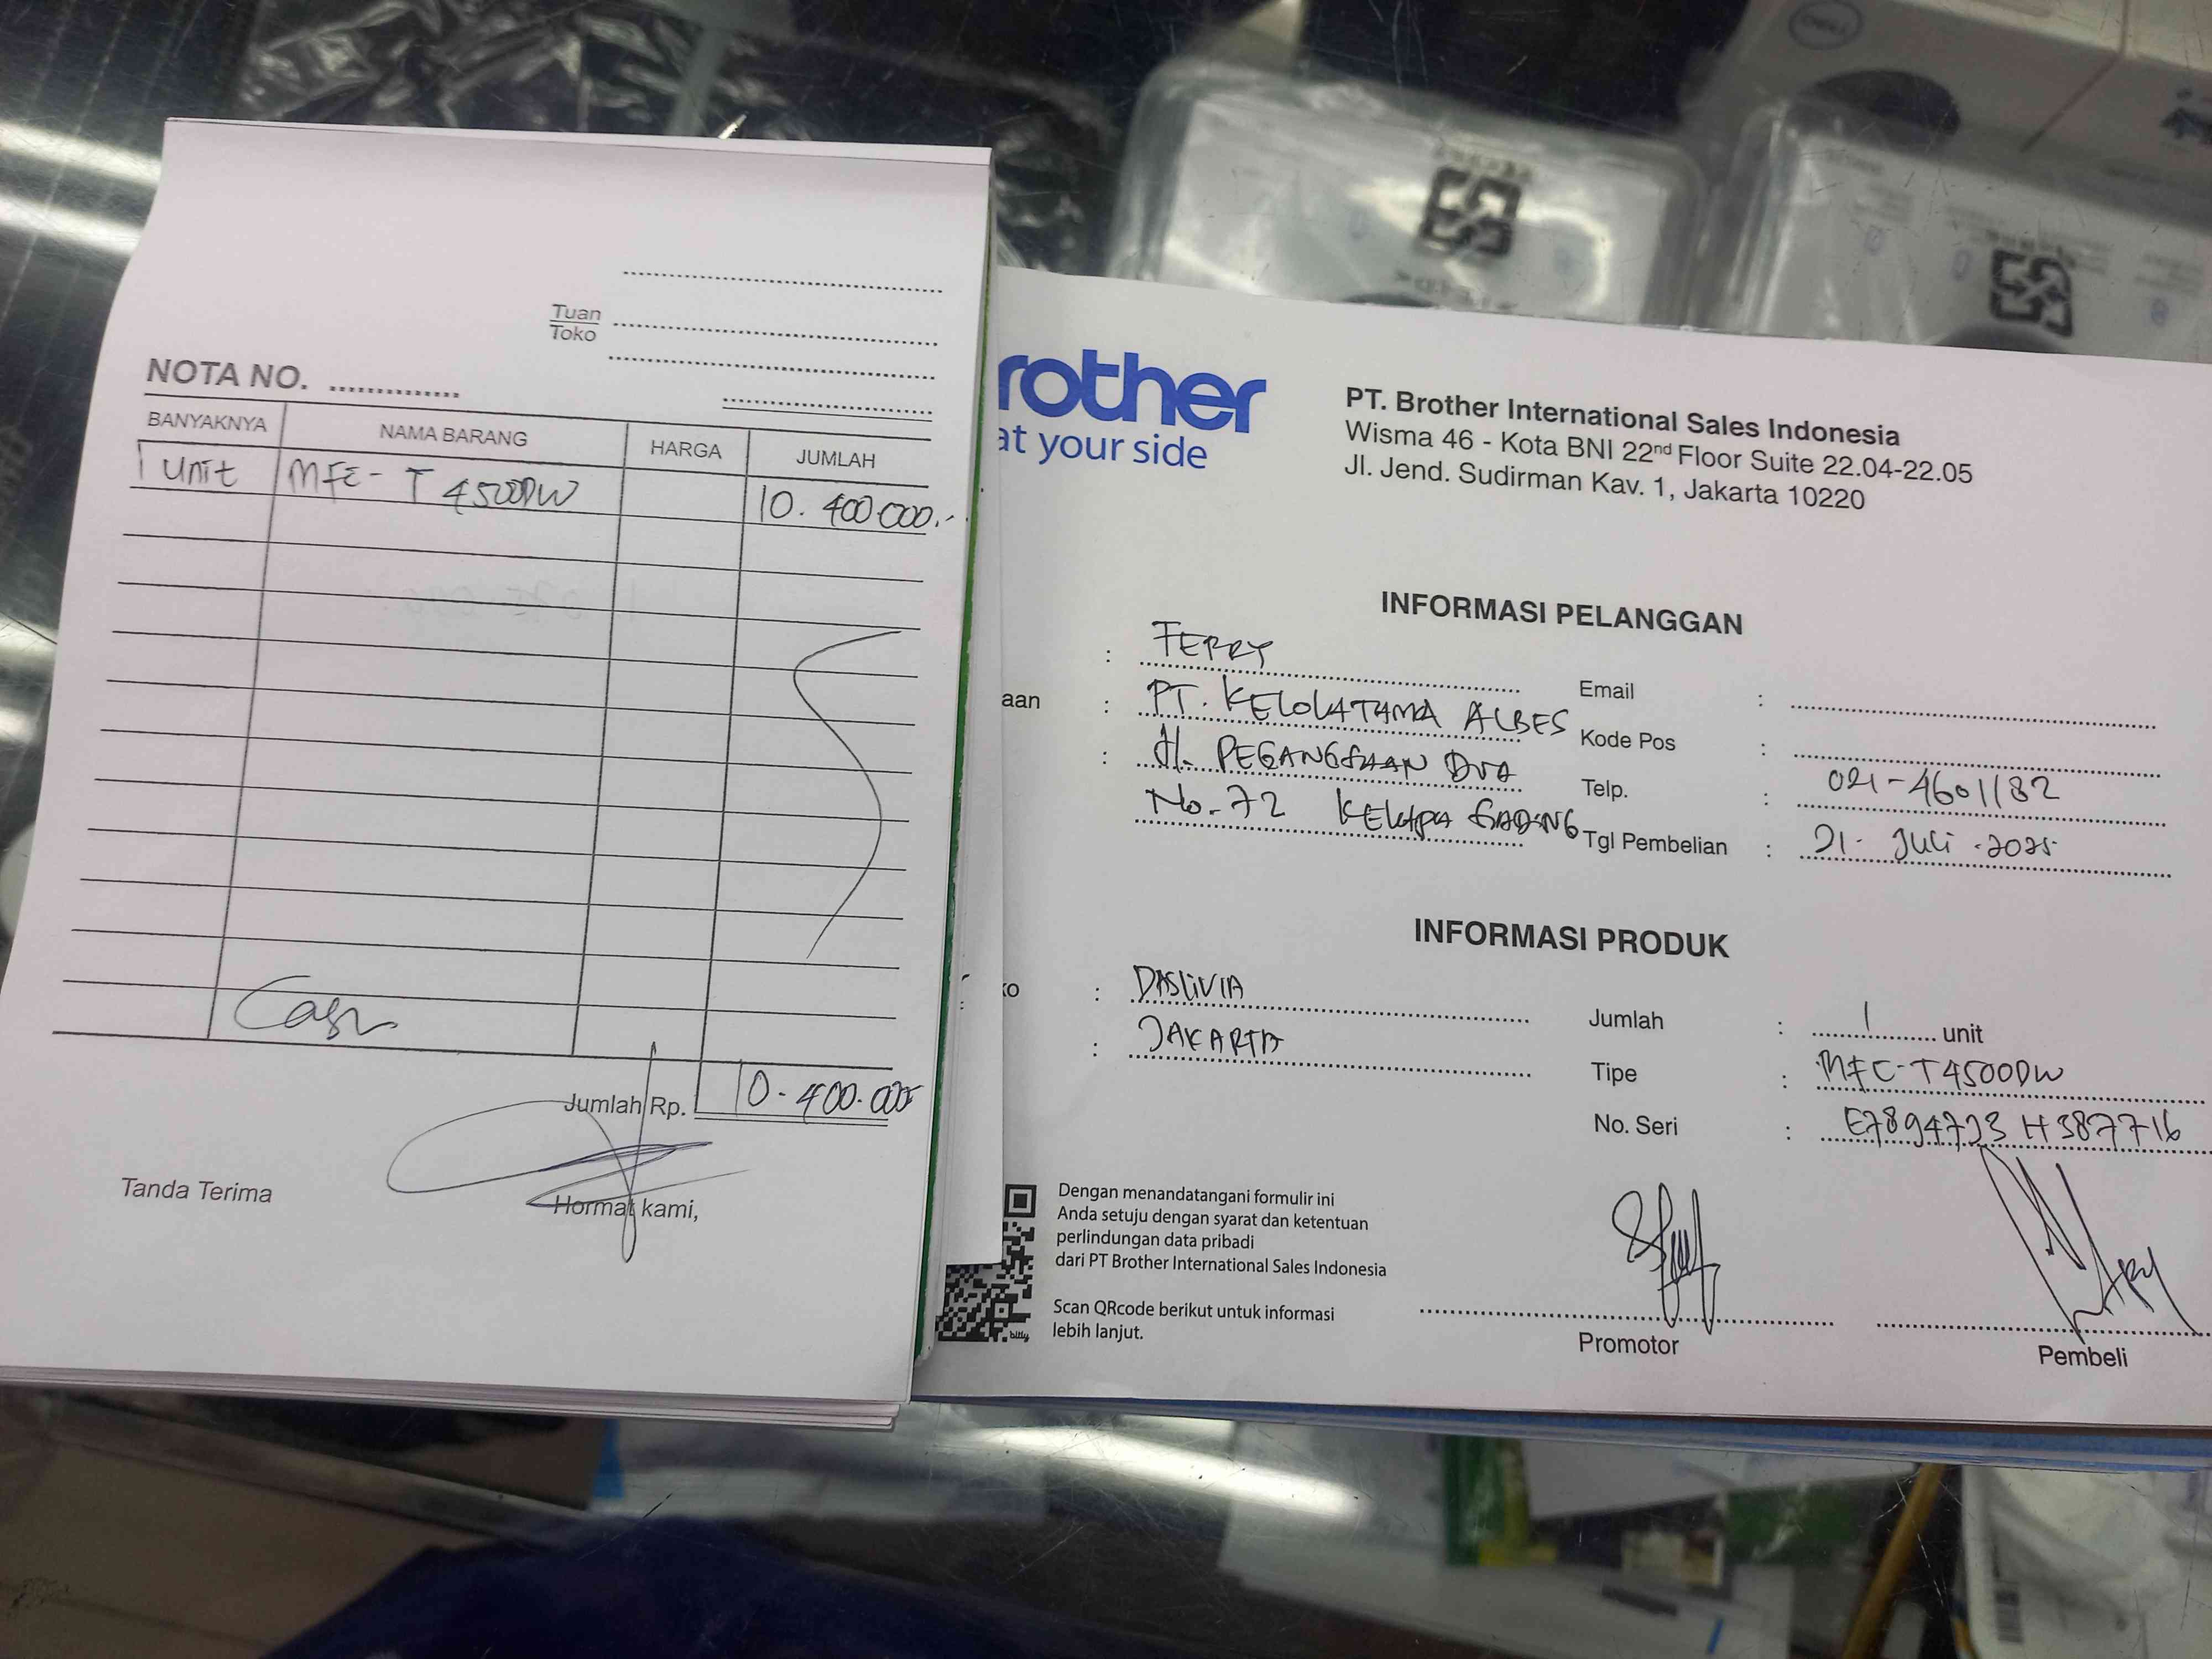 Tuan
Toko
NOTA NO.
BANYAKNYA NAMA BARANG HARGA JUMLAH
1 unit MFC-T4500DW 10.400.000.-
Cash
Jumlah Rp. 10.400.000
Tanda Terima Hormat kami,
rother
at your side
PT. Brother International Sales Indonesia
Wisma 46 - Kota BNI 22nd Floor Suite 22.04-22.05
Jl. Jend. Sudirman Kav. 1, Jakarta 10220
INFORMASI PELANGGAN
: FERRY Email :
aan : PT. KELOLATAMA ALBES Kode Pos :
: Jl. PEGANGSAAN DUA Telp. : 021-4601182
No.72 KELAPA GADING Tgl Pembelian : 21- Juli -2025
INFORMASI PRODUK
ko : DASLIVIA Jumlah : 1 unit
: JAKARTA Tipe : MFC-T4500DW
No. Seri : E7894723H387716
Dengan menandatangani formulir ini
Anda setuju dengan syarat dan ketentuan
perlindungan data pribadi
dari PT Brother International Sales Indonesia
Scan QRcode berikut untuk informasi
lebih lanjut.
bitly
Promotor Pembeli
DELL